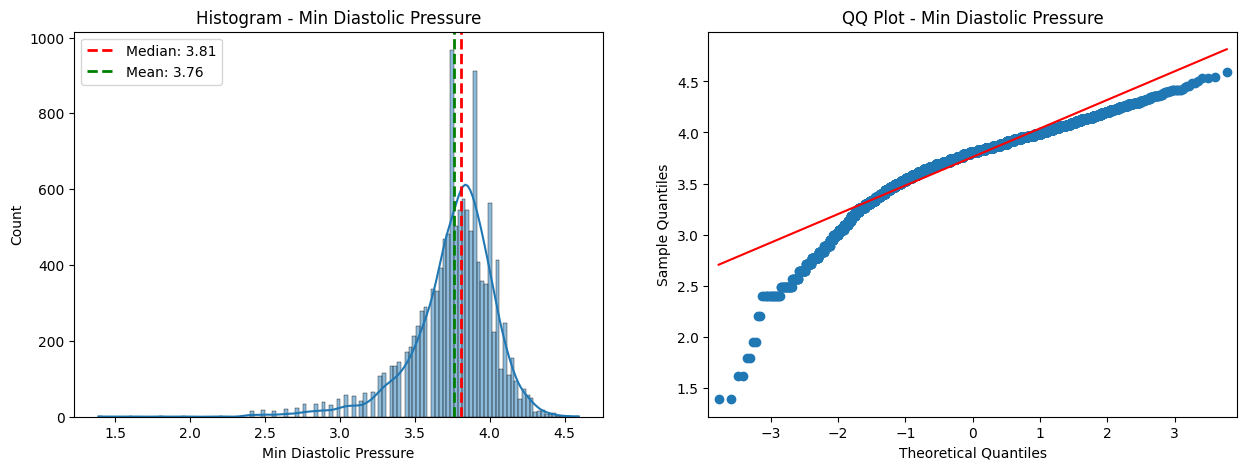 Histogram - Min Diastolic Pressure
Median: 3.81
Mean: 3.76
Count
1000
800
600
400
200
0
1.5 2.0 2.5 3.0 3.5 4.0 4.5
Min Diastolic Pressure
QQ Plot - Min Diastolic Pressure
Sample Quantiles
4.5
4.0
3.5
3.0
2.5
2.0
1.5
−3 −2 −1 0 1 2 3
Theoretical Quantiles